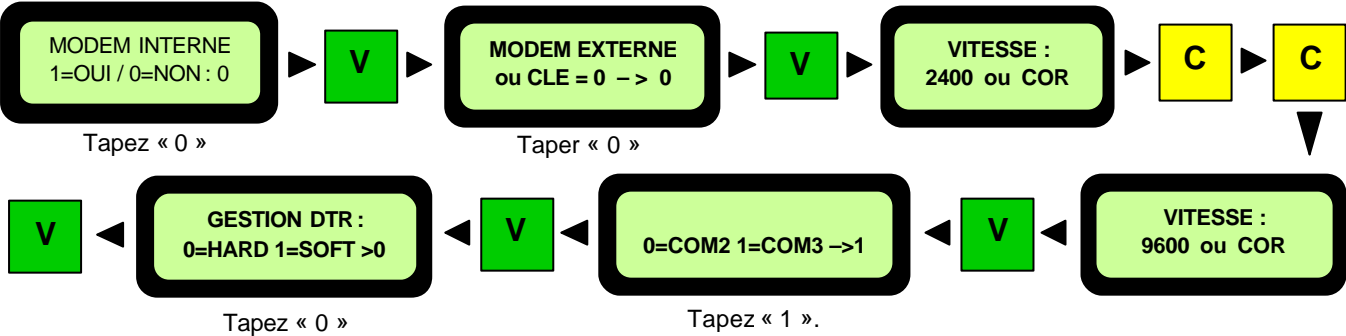 MODEM INTERNE
1=OUI / 0=NON : 0
V
MODEM EXTERNE
ou CLE = 0 – > 0
V
VITESSE :
2400 ou COR
C
C
Tapez « 0 »
Taper « 0 »
VITESSE :
9600 ou COR
V
0=COM2 1=COM3 –>1
V
GESTION DTR :
0=HARD 1=SOFT >0
V
Tapez « 1 ».
Tapez « 0 »